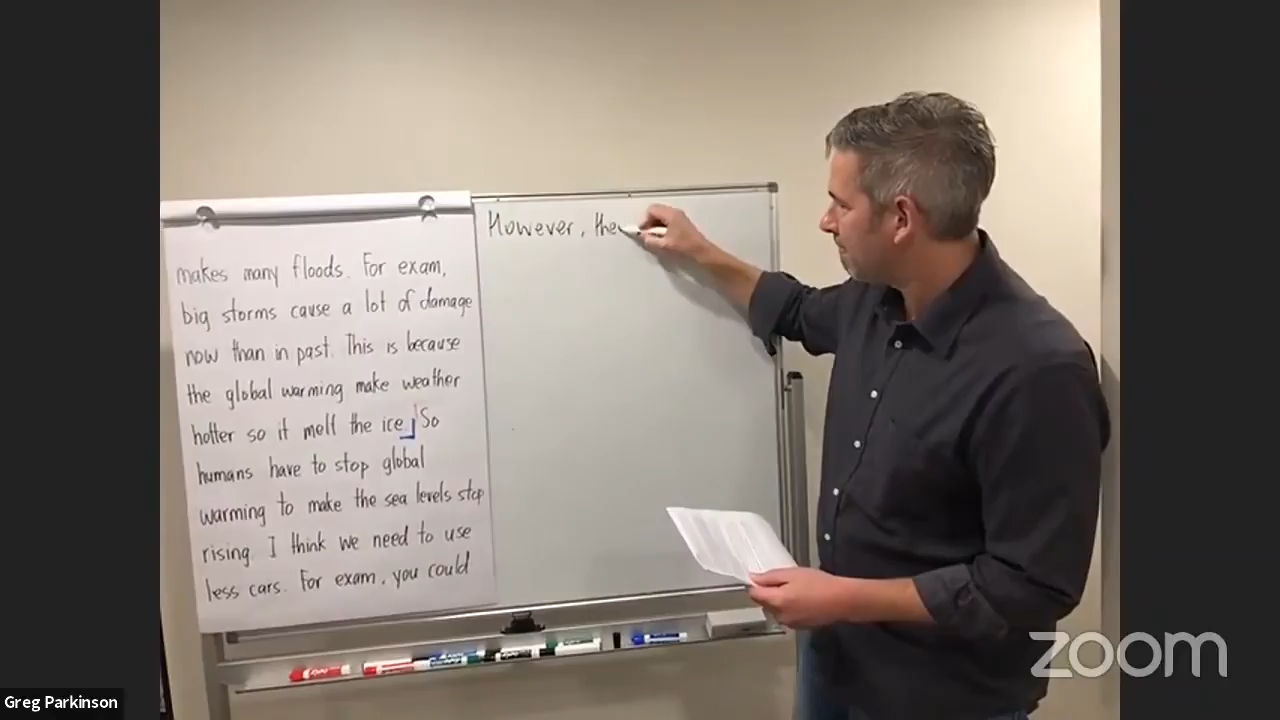 makes many floods. For exam,
big storms cause a lot of damage
now than in past. This is because
the global warming make weather
hotter so it melt the ice. So
humans have to stop global
warming to make the sea levels stop
rising. I think we need to use
less cars. For exam, you could
However, the
zoom
Greg Parkinson